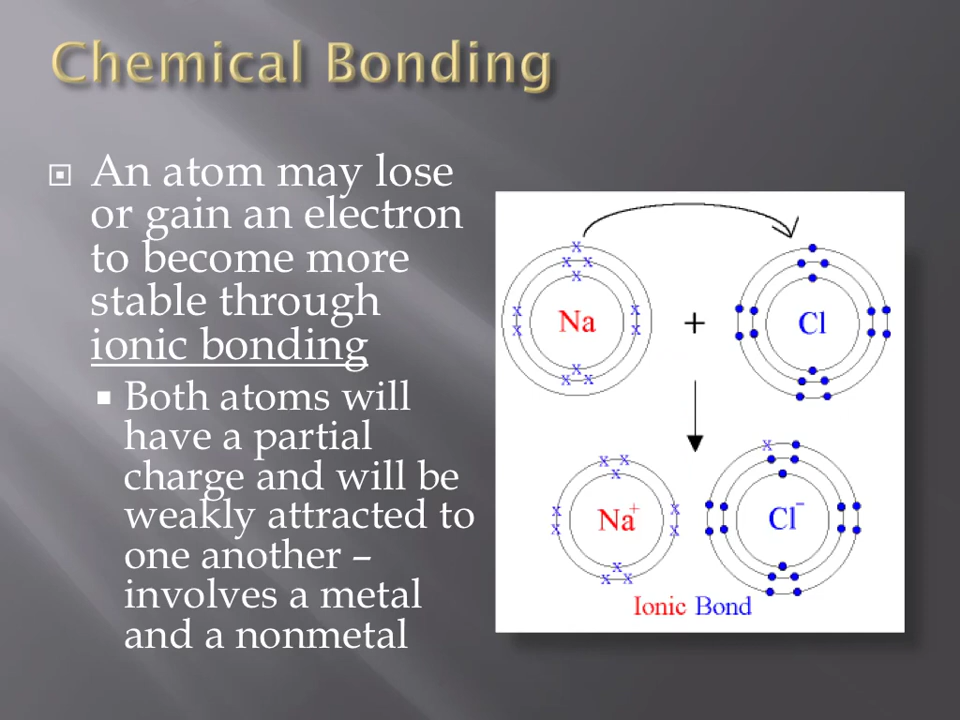 Chemical Bonding
An atom may lose
or gain an electron
to become more
stable through
ionic bonding
Both atoms will
have a partial
charge and will be
weakly attracted to
one another –
involves a metal
and a nonmetal
Na + Cl
Na+ Cl-
Ionic Bond